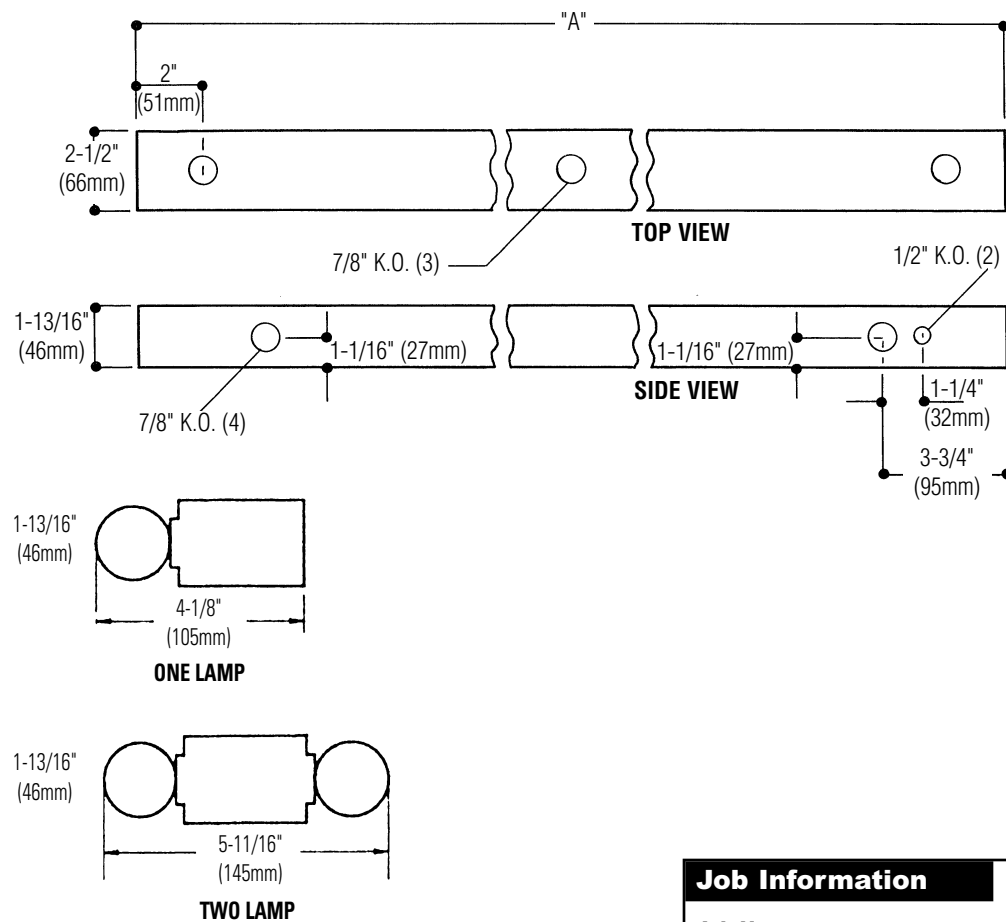 "A"
2"
(51mm)
2-1/2"
(66mm)
TOP VIEW
7/8" K.O. (3)
1/2" K.O. (2)
1-13/16"
(46mm)
1-1/16" (27mm)
1-1/16" (27mm)
SIDE VIEW
7/8" K.O. (4)
1-1/4"
(32mm)
3-3/4"
(95mm)
1-13/16"
(46mm)
4-1/8"
(105mm)
ONE LAMP
1-13/16"
(46mm)
5-11/16"
(145mm)
TWO LAMP
Job Information